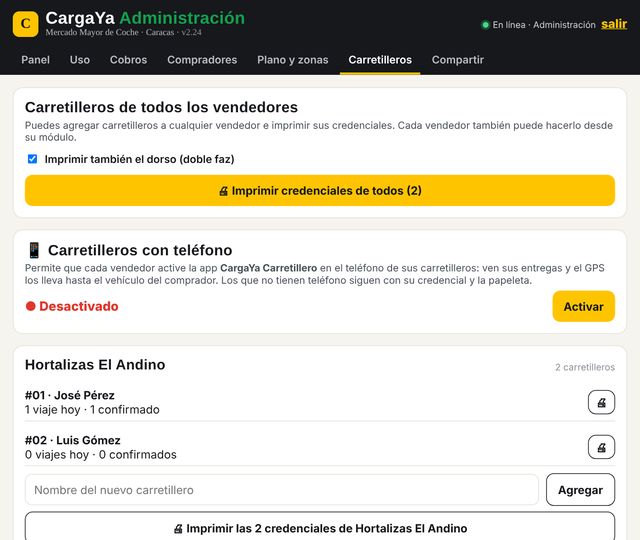 C CargaYa Administración
Mercado Mayor de Coche · Caracas · v2.24
En línea · Administración salir
Panel Uso Cobros Compradores Plano y zonas Carretilleros Compartir
Carretilleros de todos los vendedores
Puedes agregar carretilleros a cualquier vendedor e imprimir sus credenciales. Cada vendedor también puede hacerlo desde
su módulo.
Imprimir también el dorso (doble faz)
Imprimir credenciales de todos (2)
Carretilleros con teléfono
Permite que cada vendedor active la app CargaYa Carretillero en el teléfono de sus carretilleros: ven sus entregas y el GPS
los lleva hasta el vehículo del comprador. Los que no tienen teléfono siguen con su credencial y la papeleta.
Desactivado
Activar
Hortalizas El Andino
2 carretilleros
#01 · José Pérez
1 viaje hoy · 1 confirmado
#02 · Luis Gómez
0 viajes hoy · 0 confirmados
Nombre del nuevo carretillero
Agregar
Imprimir las 2 credenciales de Hortalizas El Andino